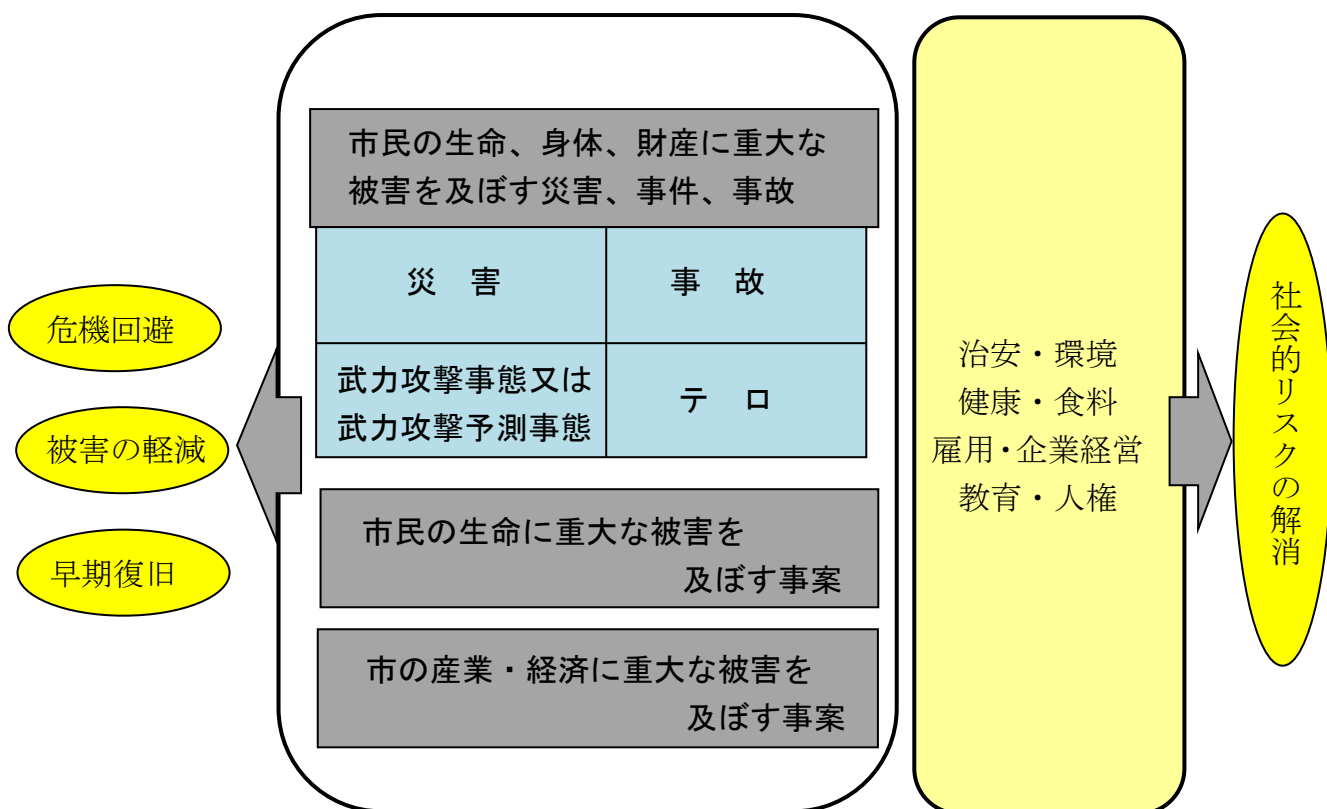 市民の生命、身体、財産に重大な
被害を及ぼす災害、事件、事故
災　害
事　故
武力攻撃事態又は
武力攻撃予測事態
テ　ロ
市民の生命に重大な被害を
及ぼす事案
市の産業・経済に重大な被害を
及ぼす事案
危機回避
被害の軽減
早期復旧
治安・環境
健康・食料
雇用・企業経営
教育・人権
社会的リスクの解消